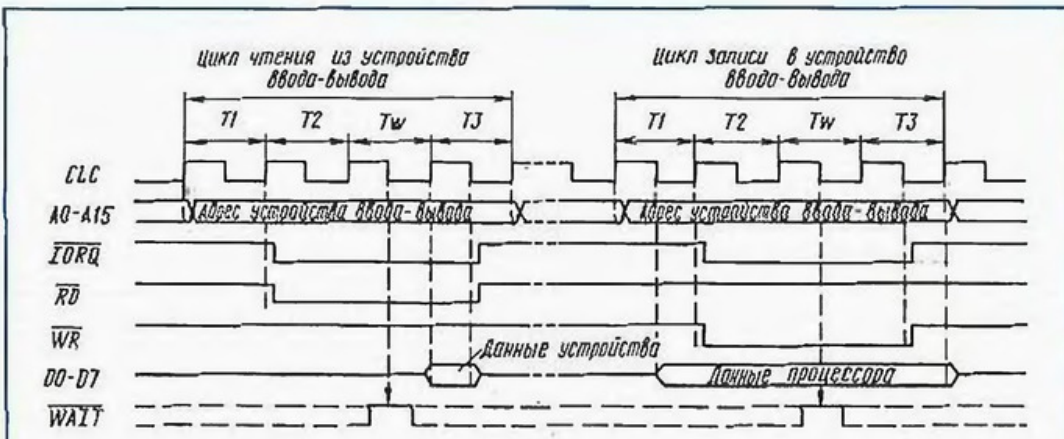 Цикл чтения из устройства
ввода-вывода
Цикл записи в устройство
ввода-вывода
T1 T2 Tw T3 T1 T2 Tw T3
CLC
A0-A15 Адрес устройства ввода-вывода Адрес устройства ввода-вывода
IORQ
RD
WR
Данные устройства
D0-D7 Данные процессора
WAIT